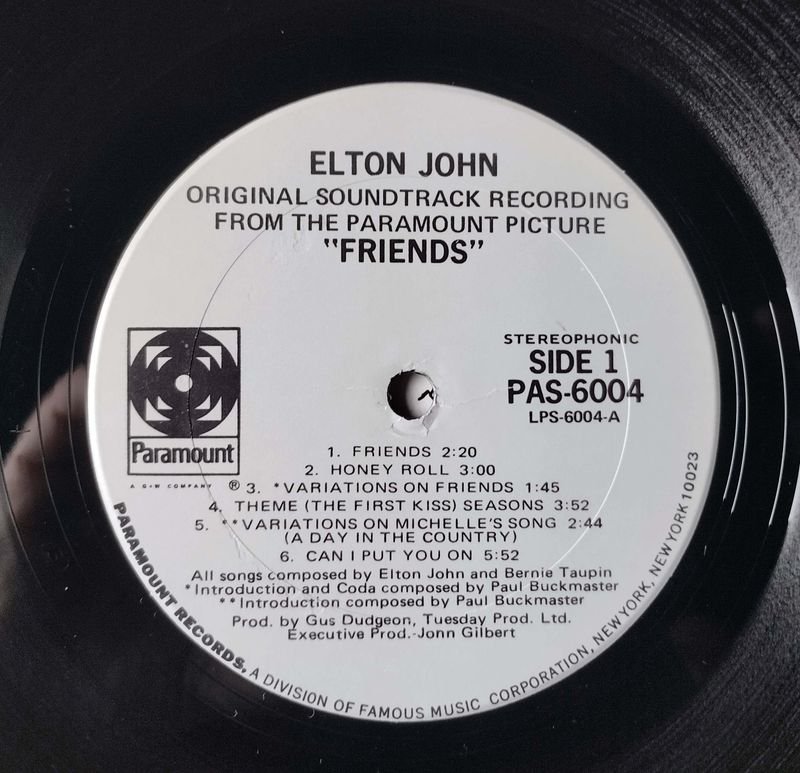 ELTON JOHN
ORIGINAL SOUNDTRACK RECORDING
FROM THE PARAMOUNT PICTURE
"FRIENDS"
STEREOPHONIC
SIDE 1
PAS-6004
LPS-6004-A
Paramount
A G+W COMPANY ®
1. FRIENDS 2:20
2. HONEY ROLL 3:00
3. *VARIATIONS ON FRIENDS 1:45
4. THEME (THE FIRST KISS) SEASONS 3:52
5. **VARIATIONS ON MICHELLE'S SONG 2:44
(A DAY IN THE COUNTRY)
6. CAN I PUT YOU ON 5:52
All songs composed by Elton John and Bernie Taupin
*Introduction and Coda composed by Paul Buckmaster
**Introduction composed by Paul Buckmaster
Prod. by Gus Dudgeon, Tuesday Prod. Ltd.
Executive Prod.-John Gilbert
PARAMOUNT RECORDS, A DIVISION OF FAMOUS MUSIC CORPORATION, NEW YORK, NEW YORK 10023